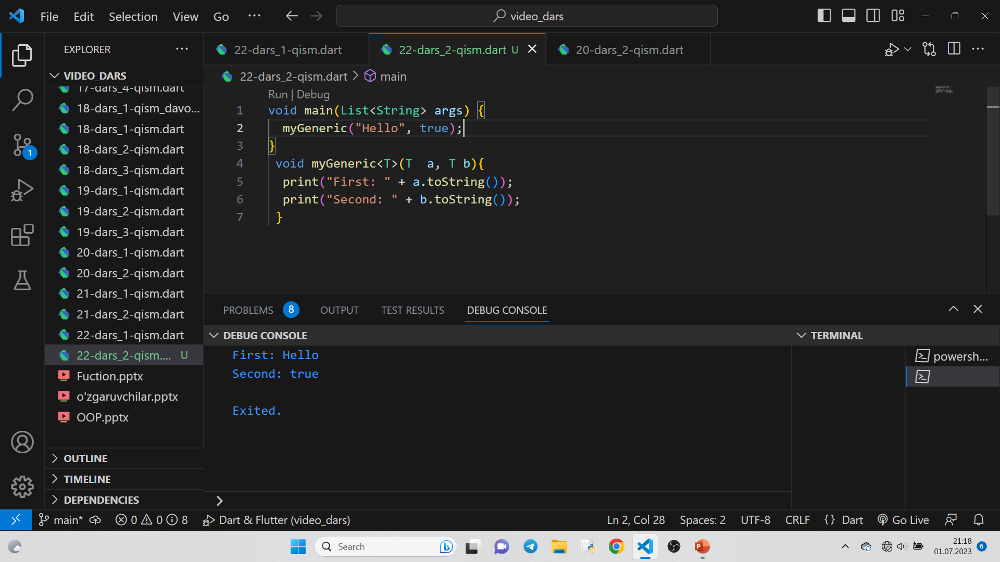 File Edit Selection View Go ··· video_dars
EXPLORER ···
VIDEO_DARS
17-dars_4-qism.dart
18-dars_1-qism_davo...
18-dars_1-qism.dart
18-dars_2-qism.dart
18-dars_3-qism.dart
19-dars_1-qism.dart
19-dars_2-qism.dart
19-dars_3-qism.dart
20-dars_1-qism.dart
20-dars_2-qism.dart
21-dars_1-qism.dart
21-dars_2-qism.dart
22-dars_1-qism.dart
22-dars_2-qism.... U
Fuction.pptx
o'zgaruvchilar.pptx
OOP.pptx
OUTLINE
TIMELINE
DEPENDENCIES
1
22-dars_1-qism.dart 22-dars_2-qism.dart U 20-dars_2-qism.dart
22-dars_2-qism.dart > main
Run | Debug
1 void main(List<String> args) {
2 myGeneric("Hello", true);
3 }
4 void myGeneric<T>(T  a, T b){
5 print("First: " + a.toString());
6 print("Second: " + b.toString());
7 }
PROBLEMS 8 OUTPUT TEST RESULTS DEBUG CONSOLE
DEBUG CONSOLE
First: Hello
Second: true
Exited.
TERMINAL
powersh...
main* 0 0 8 Dart & Flutter (video_dars) Ln 2, Col 28 Spaces: 2 UTF-8 CRLF {} Dart Go Live
Search
P
21:18
01.07.2023
6